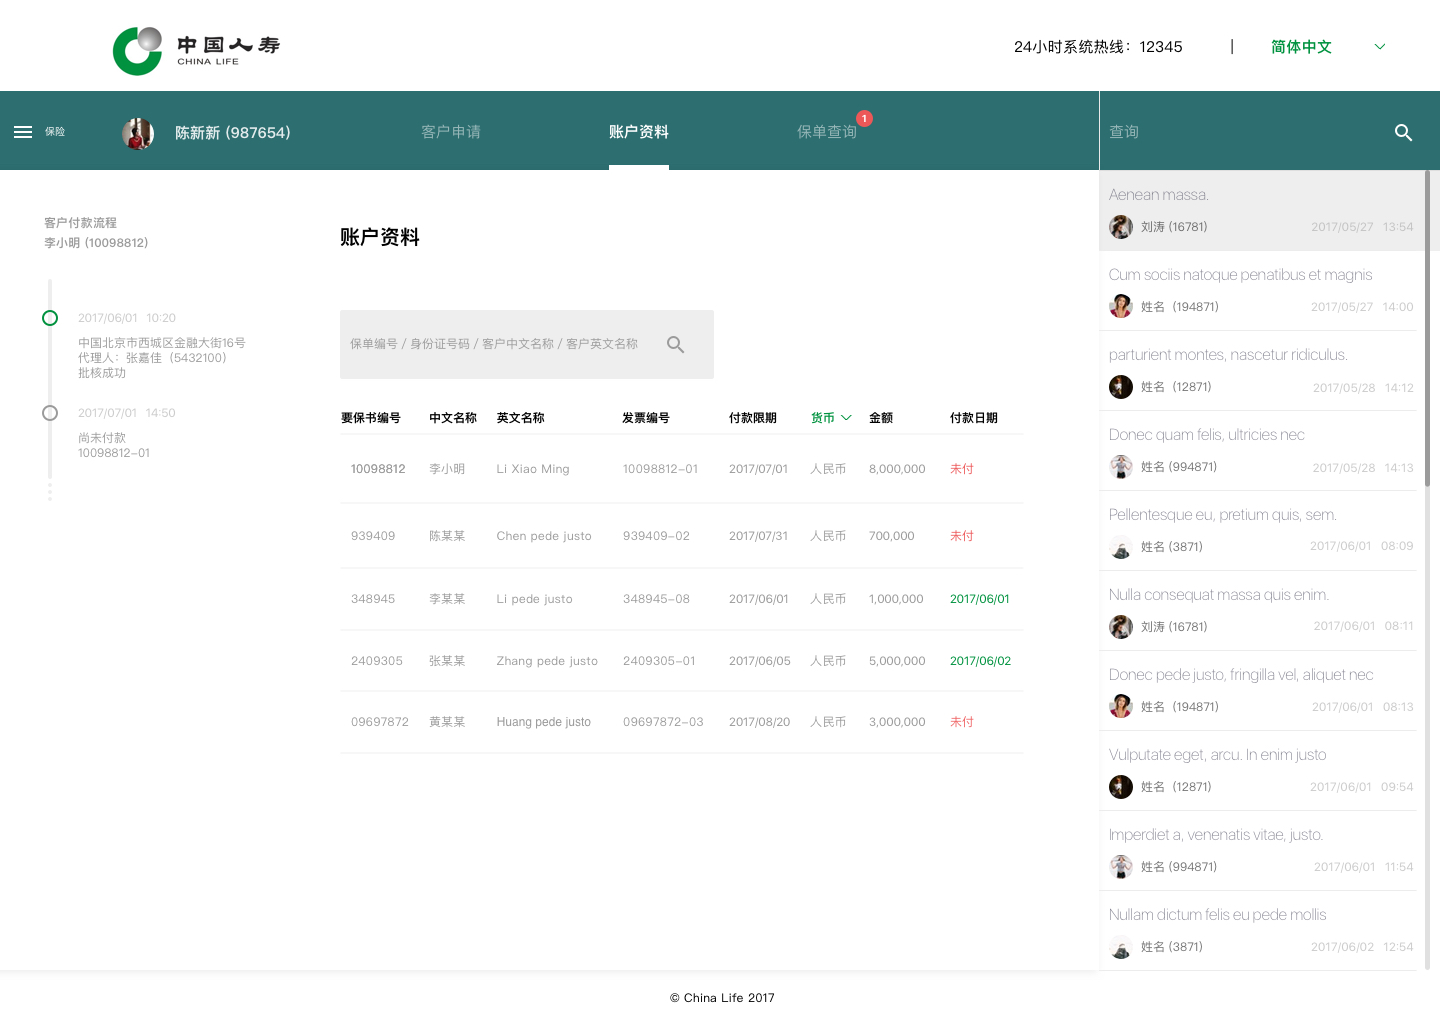 中国人寿
CHINA LIFE
24小时系统热线：12345 | 简体中文
保险 陈新新 (987654) 客户申请 账户资料 保单查询 1 查询
客户付款流程
李小明 (10098812)
2017/06/01 10:20
中国北京市西城区金融大街16号
代理人：张嘉佳（5432100）
批核成功
2017/07/01 14:50
尚未付款
10098812-01
账户资料
保单编号 / 身份证号码 / 客户中文名称 / 客户英文名称
要保书编号 中文名称 英文名称 发票编号 付款限期 货币 金额 付款日期
10098812 李小明 Li Xiao Ming 10098812-01 2017/07/01 人民币 8,000,000 未付
939409 陈某某 Chen pede justo 939409-02 2017/07/31 人民币 700,000 未付
348945 李某某 Li pede justo 348945-08 2017/06/01 人民币 1,000,000 2017/06/01
2409305 张某某 Zhang pede justo 2409305-01 2017/06/05 人民币 5,000,000 2017/06/02
09697872 黄某某 Huang pede justo 09697872-03 2017/08/20 人民币 3,000,000 未付
Aenean massa.
刘涛 (16781) 2017/05/27 13:54
Cum sociis natoque penatibus et magnis
姓名（194871） 2017/05/27 14:00
parturient montes, nascetur ridiculus.
姓名（12871） 2017/05/28 14:12
Donec quam felis, ultricies nec
姓名 (994871) 2017/05/28 14:13
Pellentesque eu, pretium quis, sem.
姓名 (3871) 2017/06/01 08:09
Nulla consequat massa quis enim.
刘涛 (16781) 2017/06/01 08:11
Donec pede justo, fringilla vel, aliquet nec
姓名（194871） 2017/06/01 08:13
Vulputate eget, arcu. In enim justo
姓名（12871） 2017/06/01 09:54
Imperdiet a, venenatis vitae, justo.
姓名 (994871) 2017/06/01 11:54
Nullam dictum felis eu pede mollis
姓名 (3871) 2017/06/02 12:54
© China Life 2017